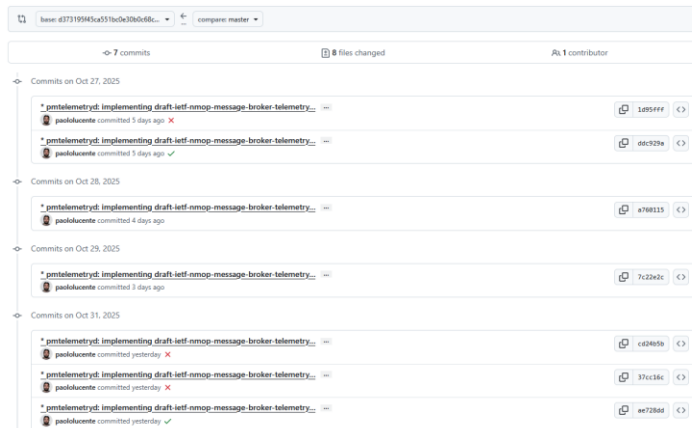 base: d373195f45ca551bc0e30b0c68c... compare: master
7 commits 8 files changed 1 contributor
Commits on Oct 27, 2025
* pmtelemetryd: implementing draft-ietf-nmop-message-broker-telemetry... ...
1d95fff
paololucente committed 5 days ago
* pmtelemetryd: implementing draft-ietf-nmop-message-broker-telemetry... ...
ddc929a
paololucente committed 5 days ago
Commits on Oct 28, 2025
* pmtelemetryd: implementing draft-ietf-nmop-message-broker-telemetry... ...
a768115
paololucente committed 4 days ago
Commits on Oct 29, 2025
* pmtelemetryd: implementing draft-ietf-nmop-message-broker-telemetry... ...
7c22e2c
paololucente committed 3 days ago
Commits on Oct 31, 2025
* pmtelemetryd: implementing draft-ietf-nmop-message-broker-telemetry... ...
cd24b5b
paololucente committed yesterday
* pmtelemetryd: implementing draft-ietf-nmop-message-broker-telemetry... ...
37cc16c
paololucente committed yesterday
* pmtelemetryd: implementing draft-ietf-nmop-message-broker-telemetry... ...
ae728dd
paololucente committed yesterday